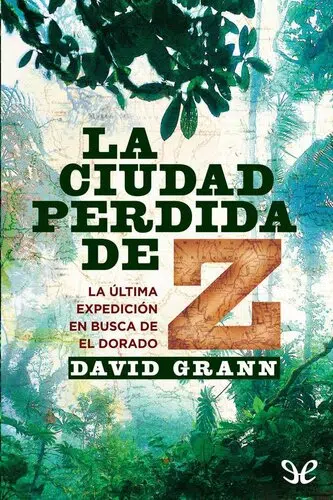 LA
CIUDAD
PERDIDA
DE Z
LA ÚLTIMA
EXPEDICIÓN
EN BUSCA DE
EL DORADO
DAVID GRANN